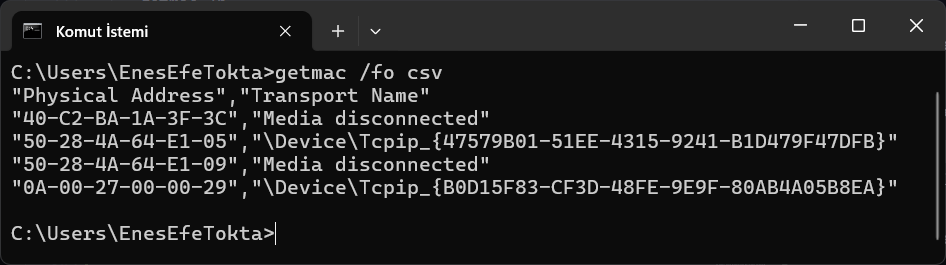 Komut İstemi
C:\Users\EnesEfeTokta>getmac /fo csv
"Physical Address","Transport Name"
"40-C2-BA-1A-3F-3C","Media disconnected"
"50-28-4A-64-E1-05","\Device\Tcpip_{47579B01-51EE-4315-9241-B1D479F47DFB}"
"50-28-4A-64-E1-09","Media disconnected"
"0A-00-27-00-00-29","\Device\Tcpip_{B0D15F83-CF3D-48FE-9E9F-80AB4A05B8EA}"
C:\Users\EnesEfeTokta>